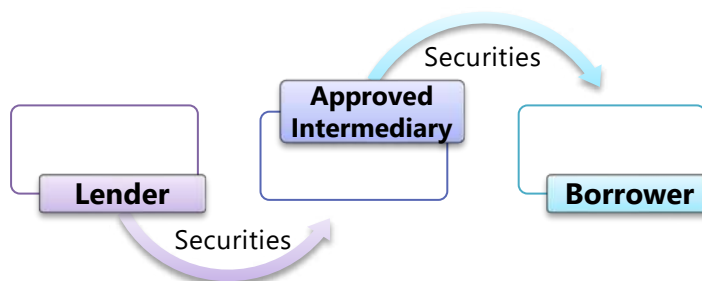 Securities
Approved
Intermediary
Lender
Borrower
Securities